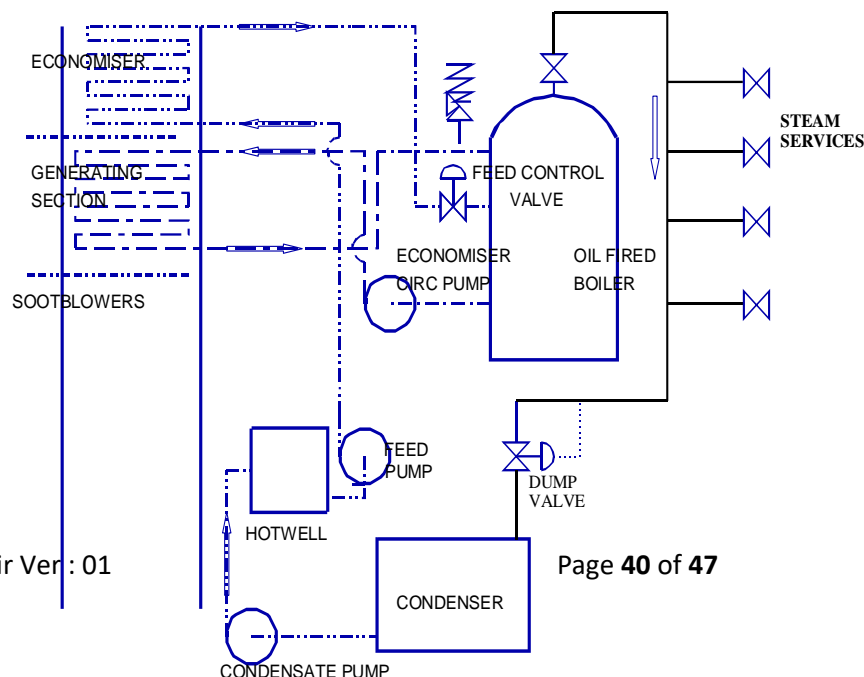 ECONOMISER
STEAM
SERVICES
GENERATING
SECTION
FEED CONTROL
VALVE
ECONOMISER
CIRC PUMP
OIL FIRED
BOILER
SOOTBLOWERS
FEED
PUMP
DUMP
VALVE
HOTWELL
ir Ver : 01
Page 40 of 47
CONDENSER
CONDENSATE PUMP